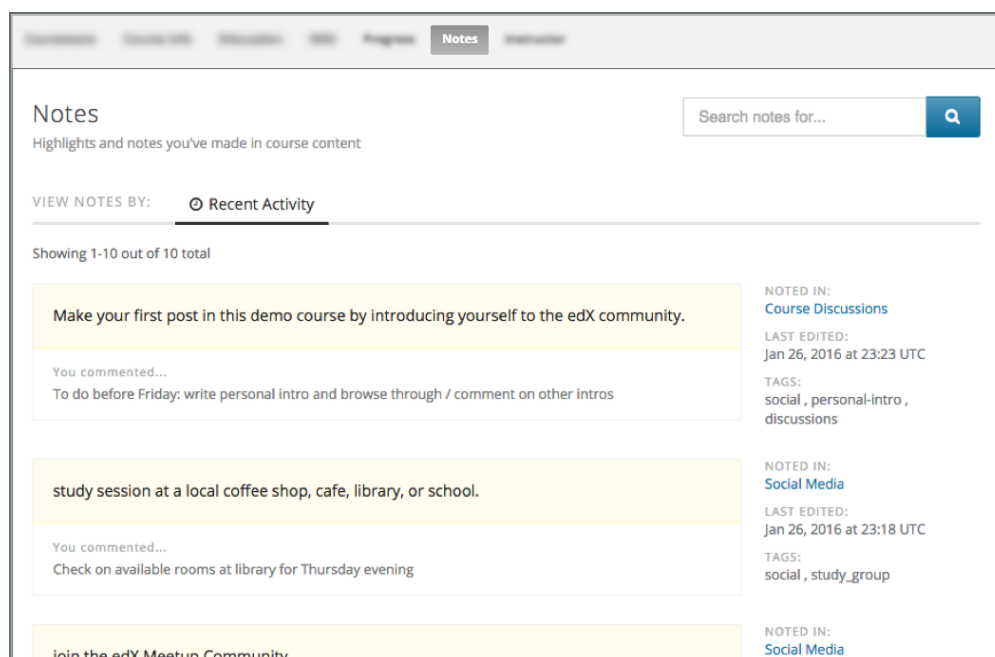 Progress Notes
Notes
Search notes for...
Highlights and notes you've made in course content
VIEW NOTES BY: Recent Activity
Showing 1-10 out of 10 total
Make your first post in this demo course by introducing yourself to the edX community.
You commented...
To do before Friday: write personal intro and browse through / comment on other intros
NOTED IN:
Course Discussions
LAST EDITED:
Jan 26, 2016 at 23:23 UTC
TAGS:
social , personal-intro ,
discussions
study session at a local coffee shop, cafe, library, or school.
You commented...
Check on available rooms at library for Thursday evening
NOTED IN:
Social Media
LAST EDITED:
Jan 26, 2016 at 23:18 UTC
TAGS:
social , study_group
join the edX Meetup Community
NOTED IN:
Social Media